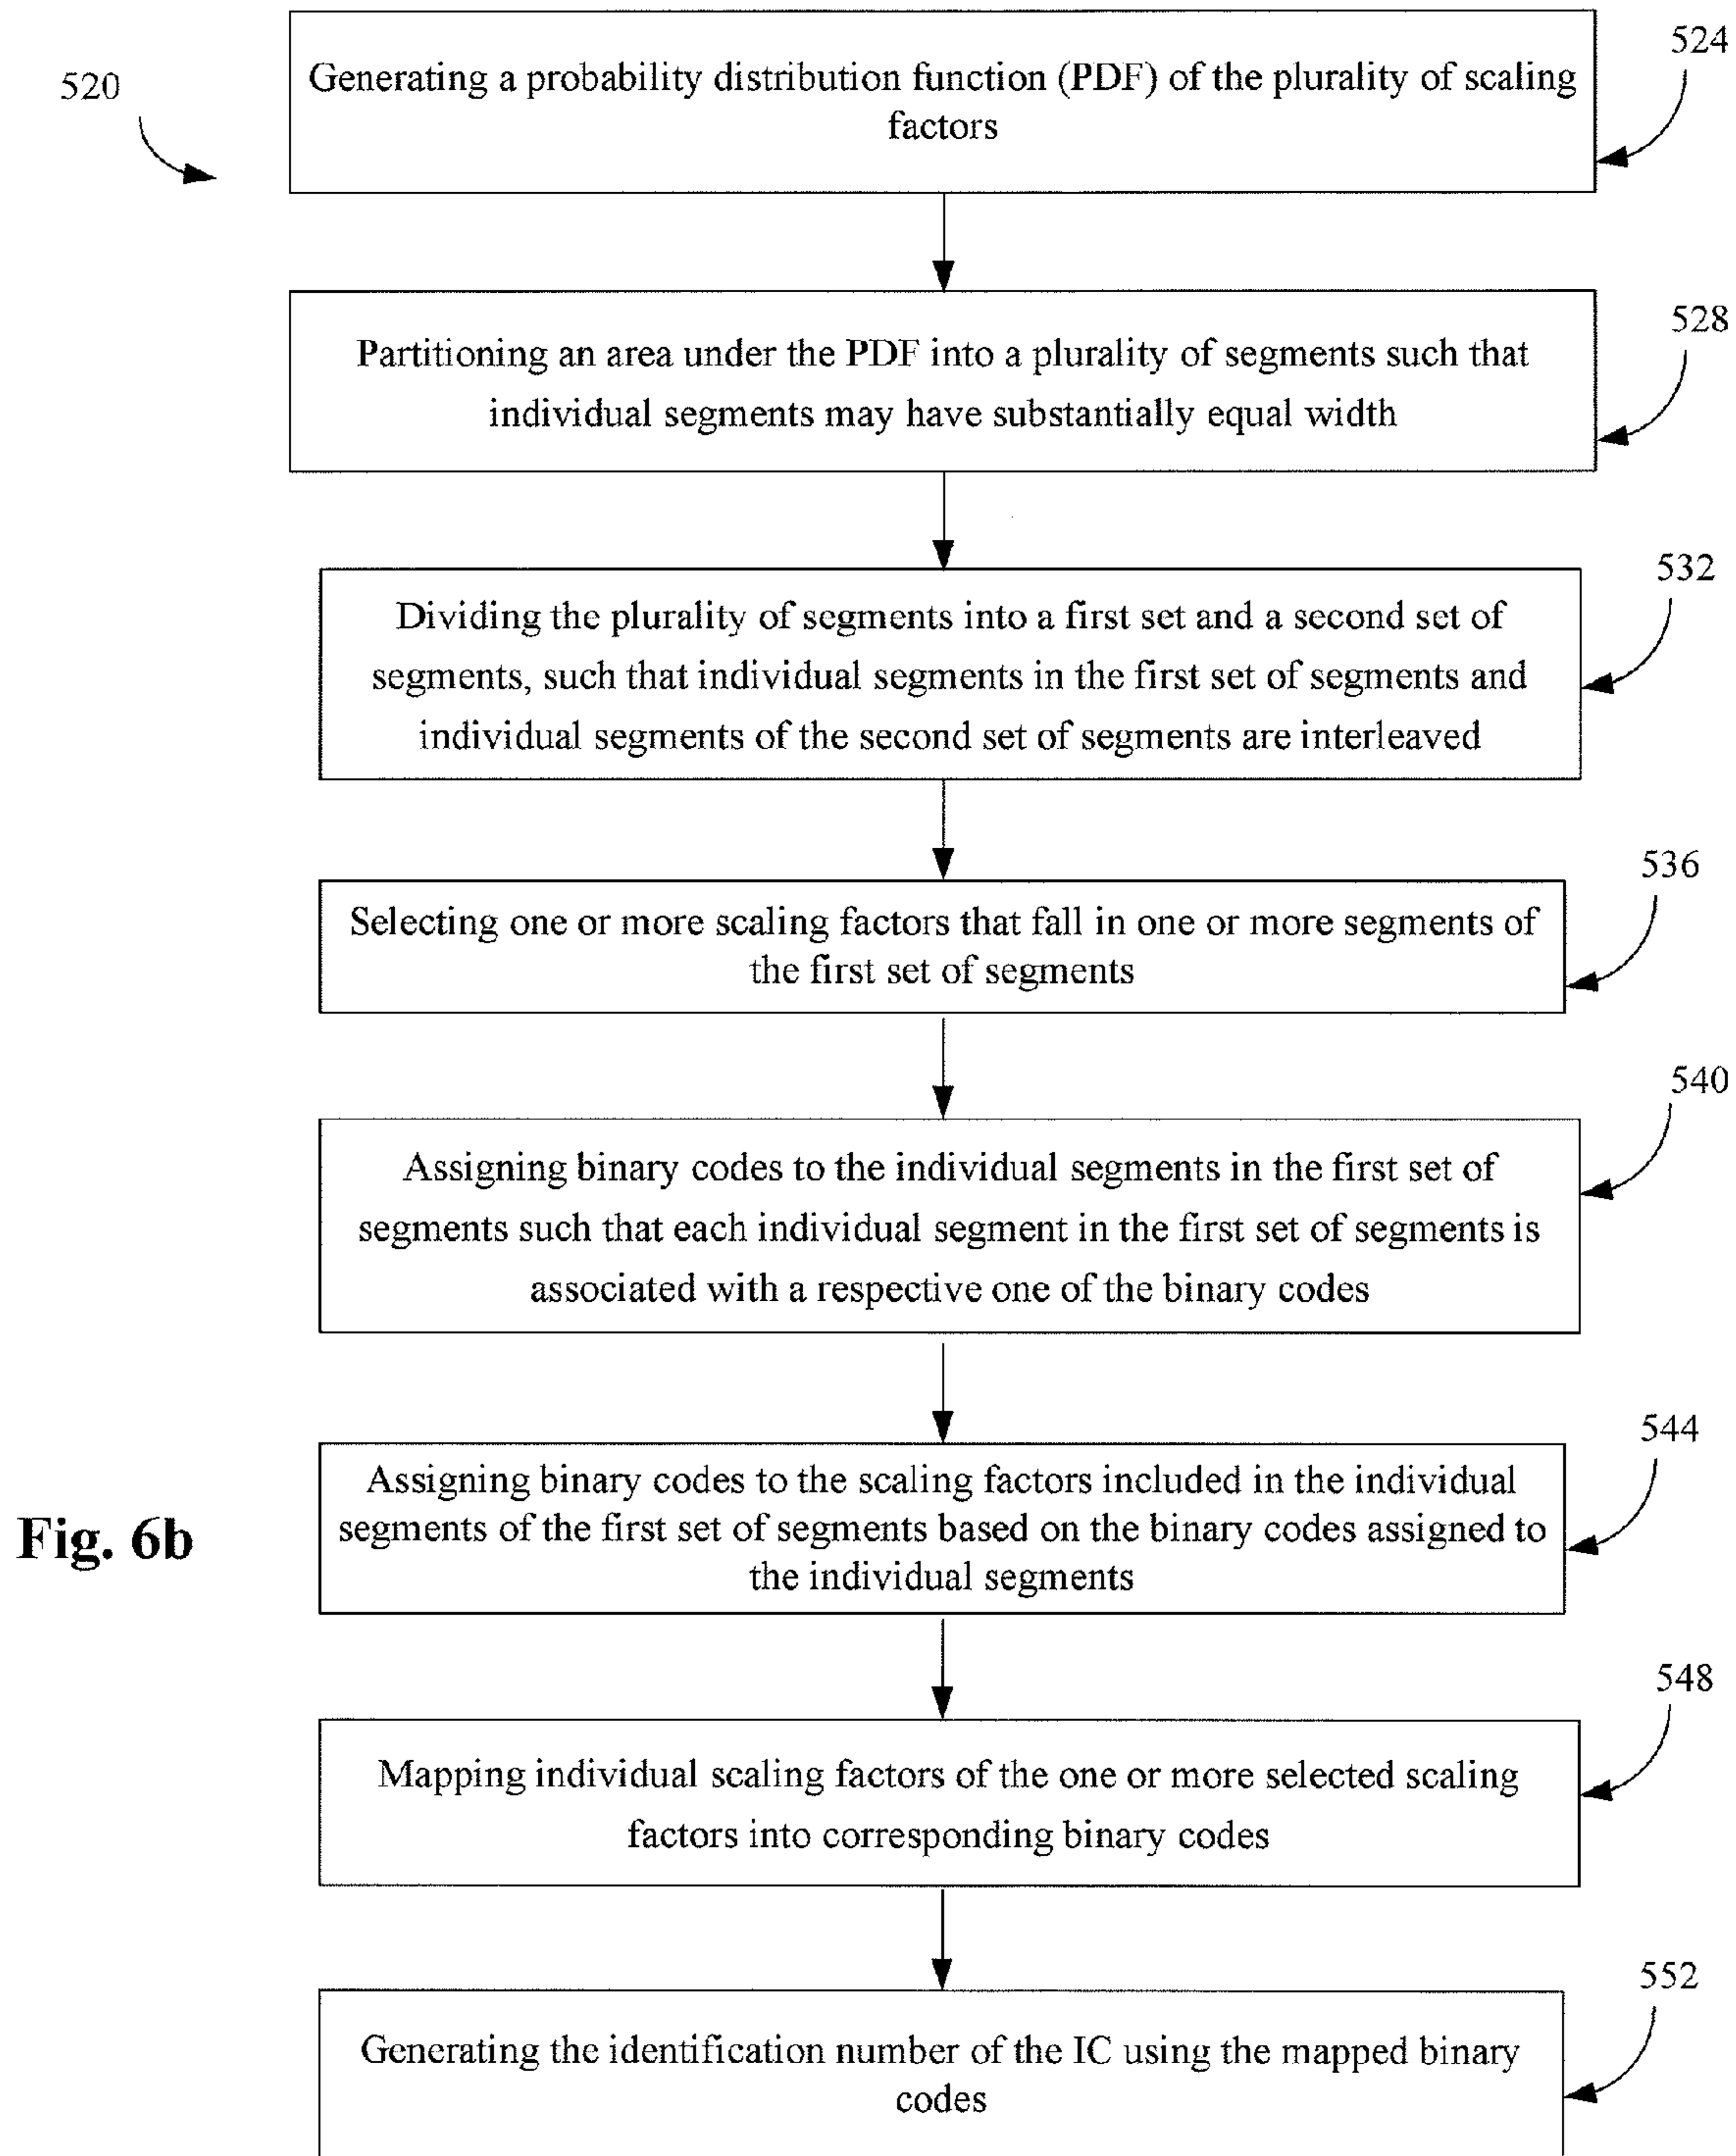 520
524
Generating a probability distribution function (PDF) of the plurality of scaling
factors
528
Partitioning an area under the PDF into a plurality of segments such that
individual segments may have substantially equal width
532
Dividing the plurality of segments into a first set and a second set of
segments, such that individual segments in the first set of segments and
individual segments of the second set of segments are interleaved
536
Selecting one or more scaling factors that fall in one or more segments of
the first set of segments
540
Assigning binary codes to the individual segments in the first set of
segments such that each individual segment in the first set of segments is
associated with a respective one of the binary codes
544
Assigning binary codes to the scaling factors included in the individual
segments of the first set of segments based on the binary codes assigned to
the individual segments
Fig. 6b
548
Mapping individual scaling factors of the one or more selected scaling
factors into corresponding binary codes
552
Generating the identification number of the IC using the mapped binary
codes